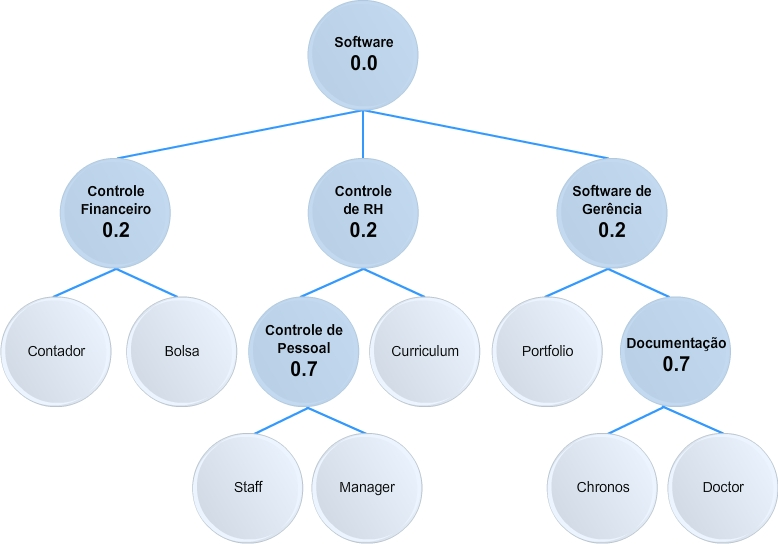 Software
0.0
Controle
Financeiro
0.2
Controle
de RH
0.2
Software de
Gerência
0.2
Contador
Bolsa
Controle de
Pessoal
0.7
Curriculum
Portfolio
Documentação
0.7
Staff
Manager
Chronos
Doctor